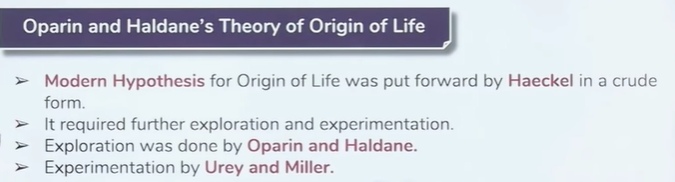 Oparin and Haldane's Theory of Origin of Life
➢ Modern Hypothesis for Origin of Life was put forward by Haeckel in a crude
form.
➢ It required further exploration and experimentation.
➢ Exploration was done by Oparin and Haldane.
➢ Experimentation by Urey and Miller.